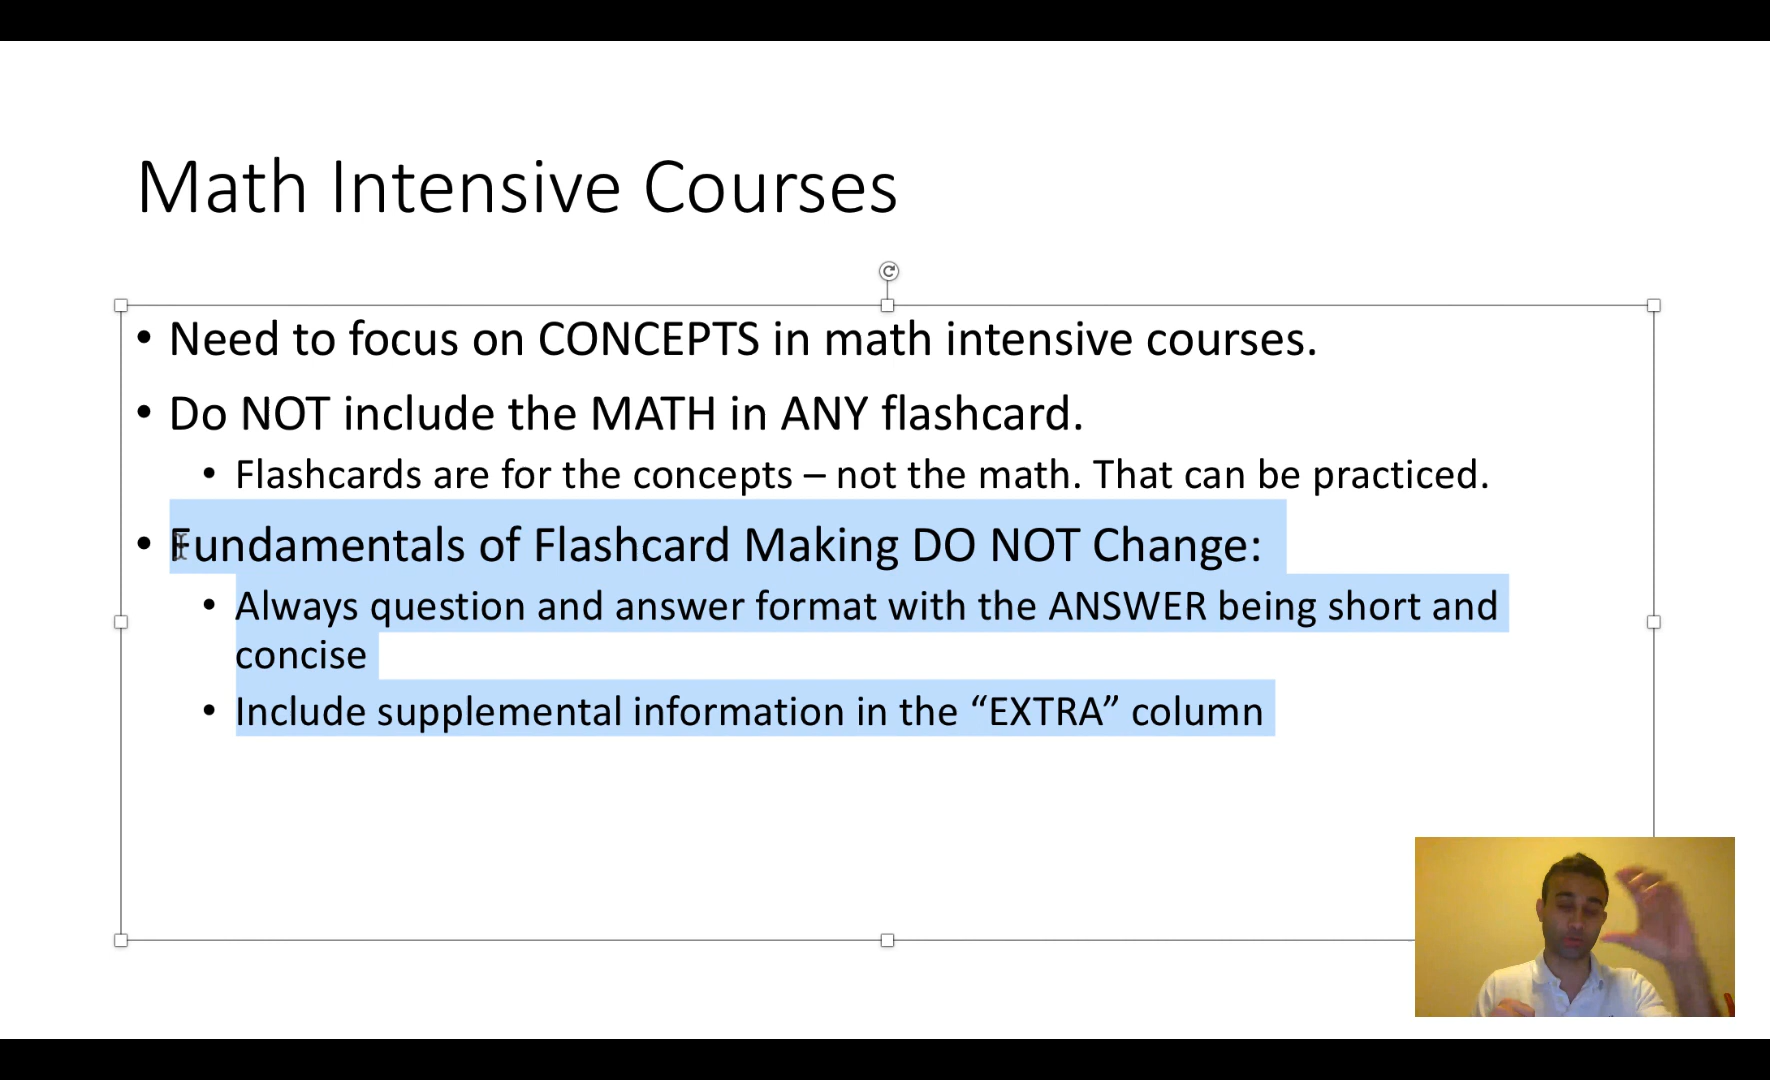 Math Intensive Courses
• Need to focus on CONCEPTS in math intensive courses.
• Do NOT include the MATH in ANY flashcard.
• Flashcards are for the concepts – not the math. That can be practiced.
• Fundamentals of Flashcard Making DO NOT Change:
• Always question and answer format with the ANSWER being short and
concise
• Include supplemental information in the “EXTRA” column